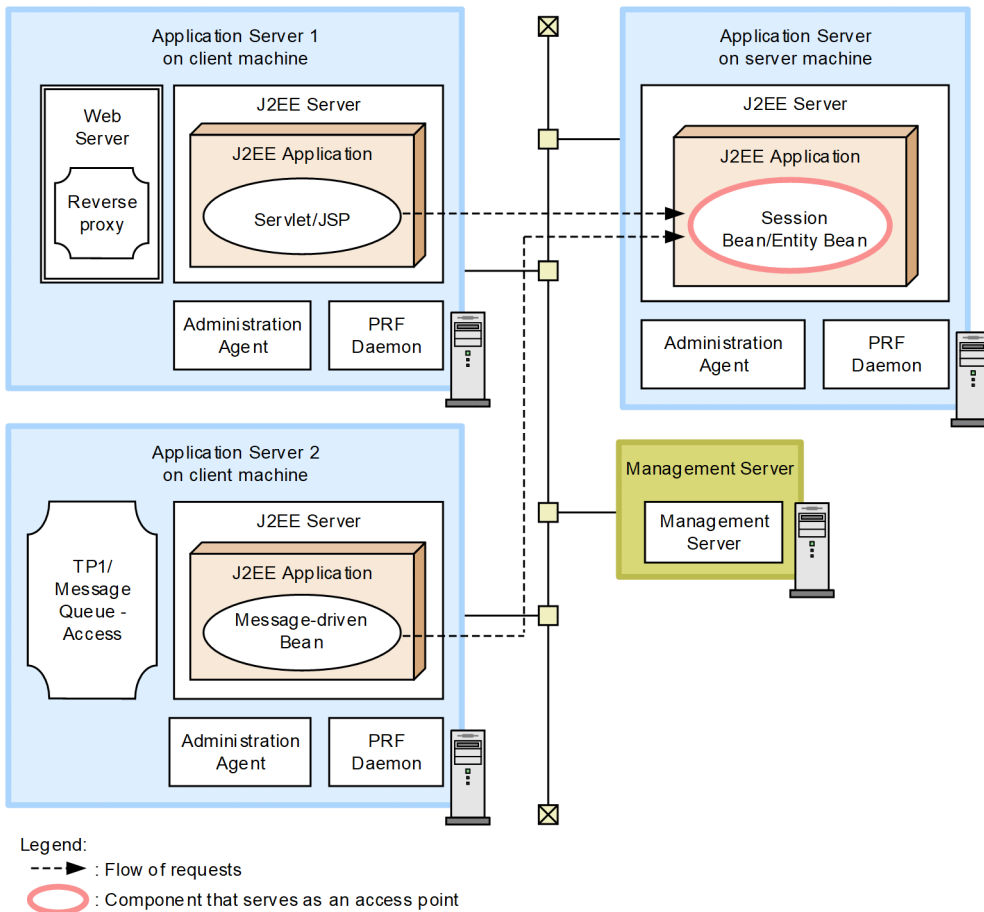 Application Server 1
on client machine
Web
Server
Reverse
proxy
J2EE Server
J2EE Application
Servlet/JSP
Administration
Agent
PRF
Daemon
Application Server
on server machine
J2EE Server
J2EE Application
Session
Bean/Entity Bean
Administration
Agent
PRF
Daemon
Application Server 2
on client machine
TP1/
Message
Queue -
Access
J2EE Server
J2EE Application
Message-driven
Bean
Administration
Agent
PRF
Daemon
Management Server
Management
Server
Legend:
: Flow of requests
: Component that serves as an access point